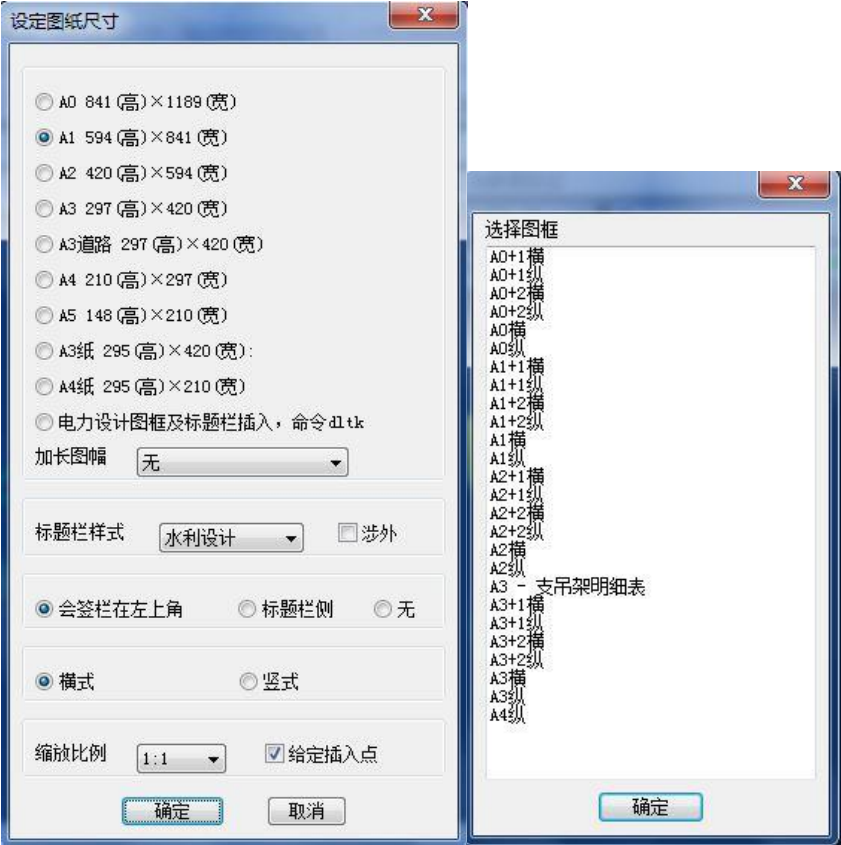 设定图纸尺寸
A0 841(高)×1189(宽)
A1 594(高)×841(宽)
A2 420(高)×594(宽)
A3 297(高)×420(宽)
A3道路 297(高)×420(宽)
A4 210(高)×297(宽)
A5 148(高)×210(宽)
A3纸 295(高)×420(宽):
A4纸 295(高)×210(宽)
电力设计图框及标题栏插入，命令dltk
加长图幅 无
标题栏样式 水利设计 涉外
会签栏在左上角 标题栏侧 无
横式 竖式
缩放比例 1:1 给定插入点
确定 取消
选择图框
A0+1横
A0+1纵
A0+2横
A0+2纵
A0横
A0纵
A1+1横
A1+1纵
A1+2横
A1+2纵
A1横
A1纵
A2+1横
A2+1纵
A2+2横
A2+2纵
A2横
A2纵
A3 - 支吊架明细表
A3+1横
A3+1纵
A3+2横
A3+2纵
A3横
A3纵
A4纵
确定